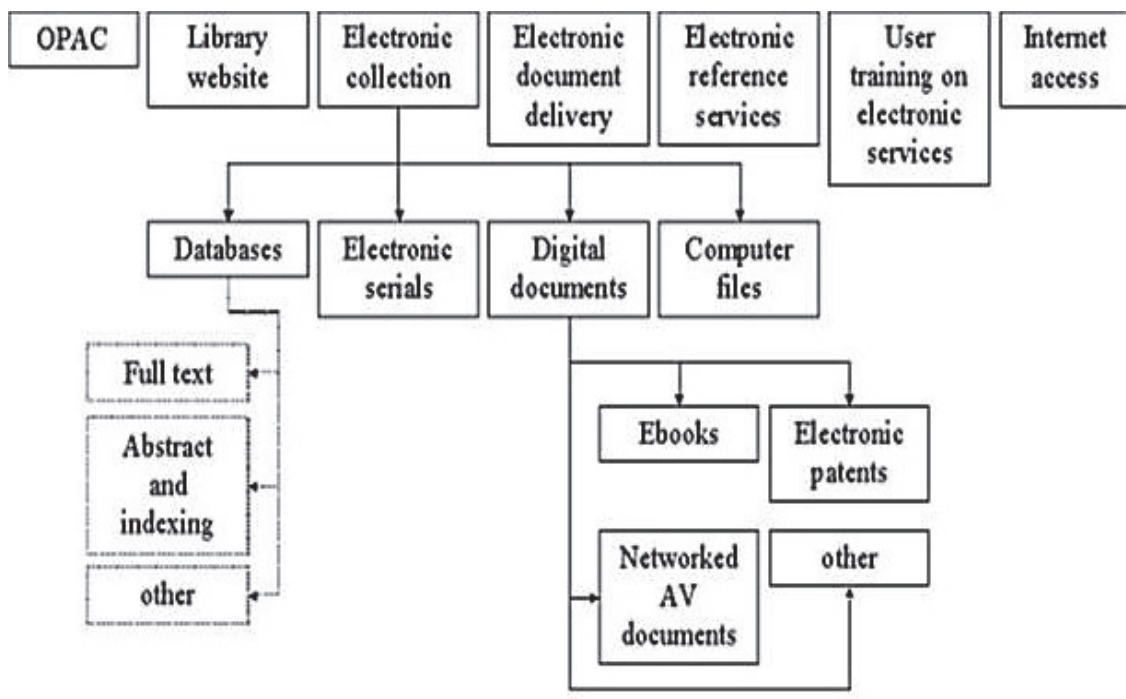 OPAC
Library
website
Electronic
collection
Electronic
document
delivery
Electronic
reference
services
User
training on
electronic
services
Internet
access
Databases
Electronic
serials
Digital
documents
Computer
files
Full text
Abstract
and
indexing
other
Ebooks
Electronic
patents
Networked
AV
documents
other